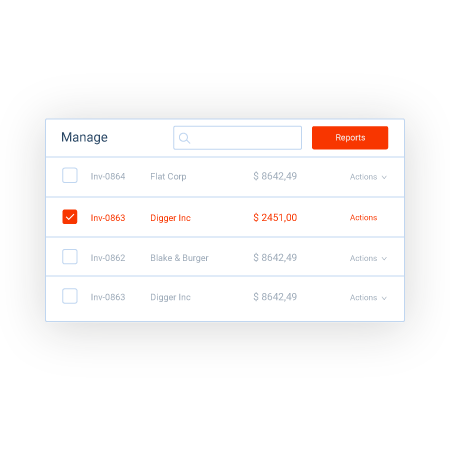 Manage Reports
Inv-0864 Flat Corp $ 8642,49 Actions
Inv-0863 Digger Inc $ 2451,00 Actions
Inv-0862 Blake & Burger $ 8642,49 Actions
Inv-0863 Digger Inc $ 8642,49 Actions